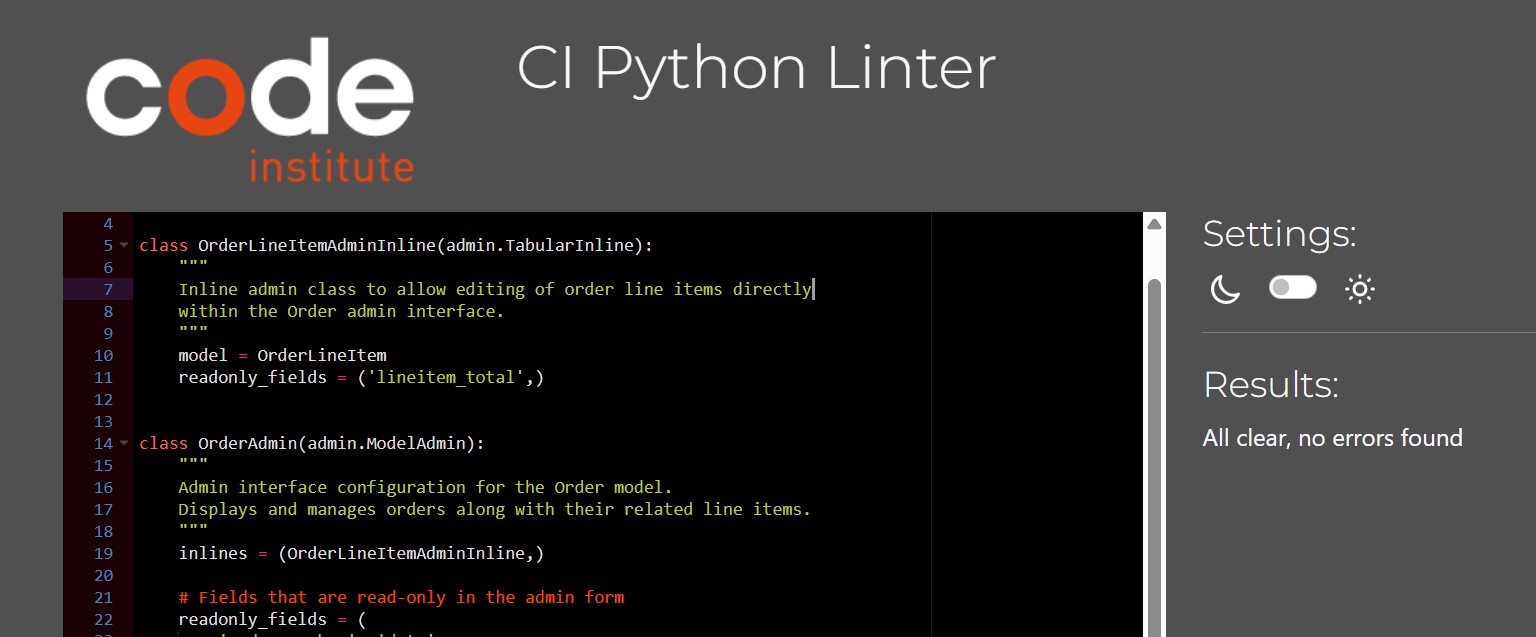 code
institute
CI Python Linter
4
5 class OrderLineItemAdminInline(admin.TabularInline):
6 """
7 Inline admin class to allow editing of order line items directly
8 within the Order admin interface.
9 """
10 model = OrderLineItem
11 readonly_fields = ('lineitem_total',)
12
13
14 class OrderAdmin(admin.ModelAdmin):
15 """
16 Admin interface configuration for the Order model.
17 Displays and manages orders along with their related line items.
18 """
19 inlines = (OrderLineItemAdminInline,)
20
21 # Fields that are read-only in the admin form
22 readonly_fields = (
Settings:
Results:
All clear, no errors found